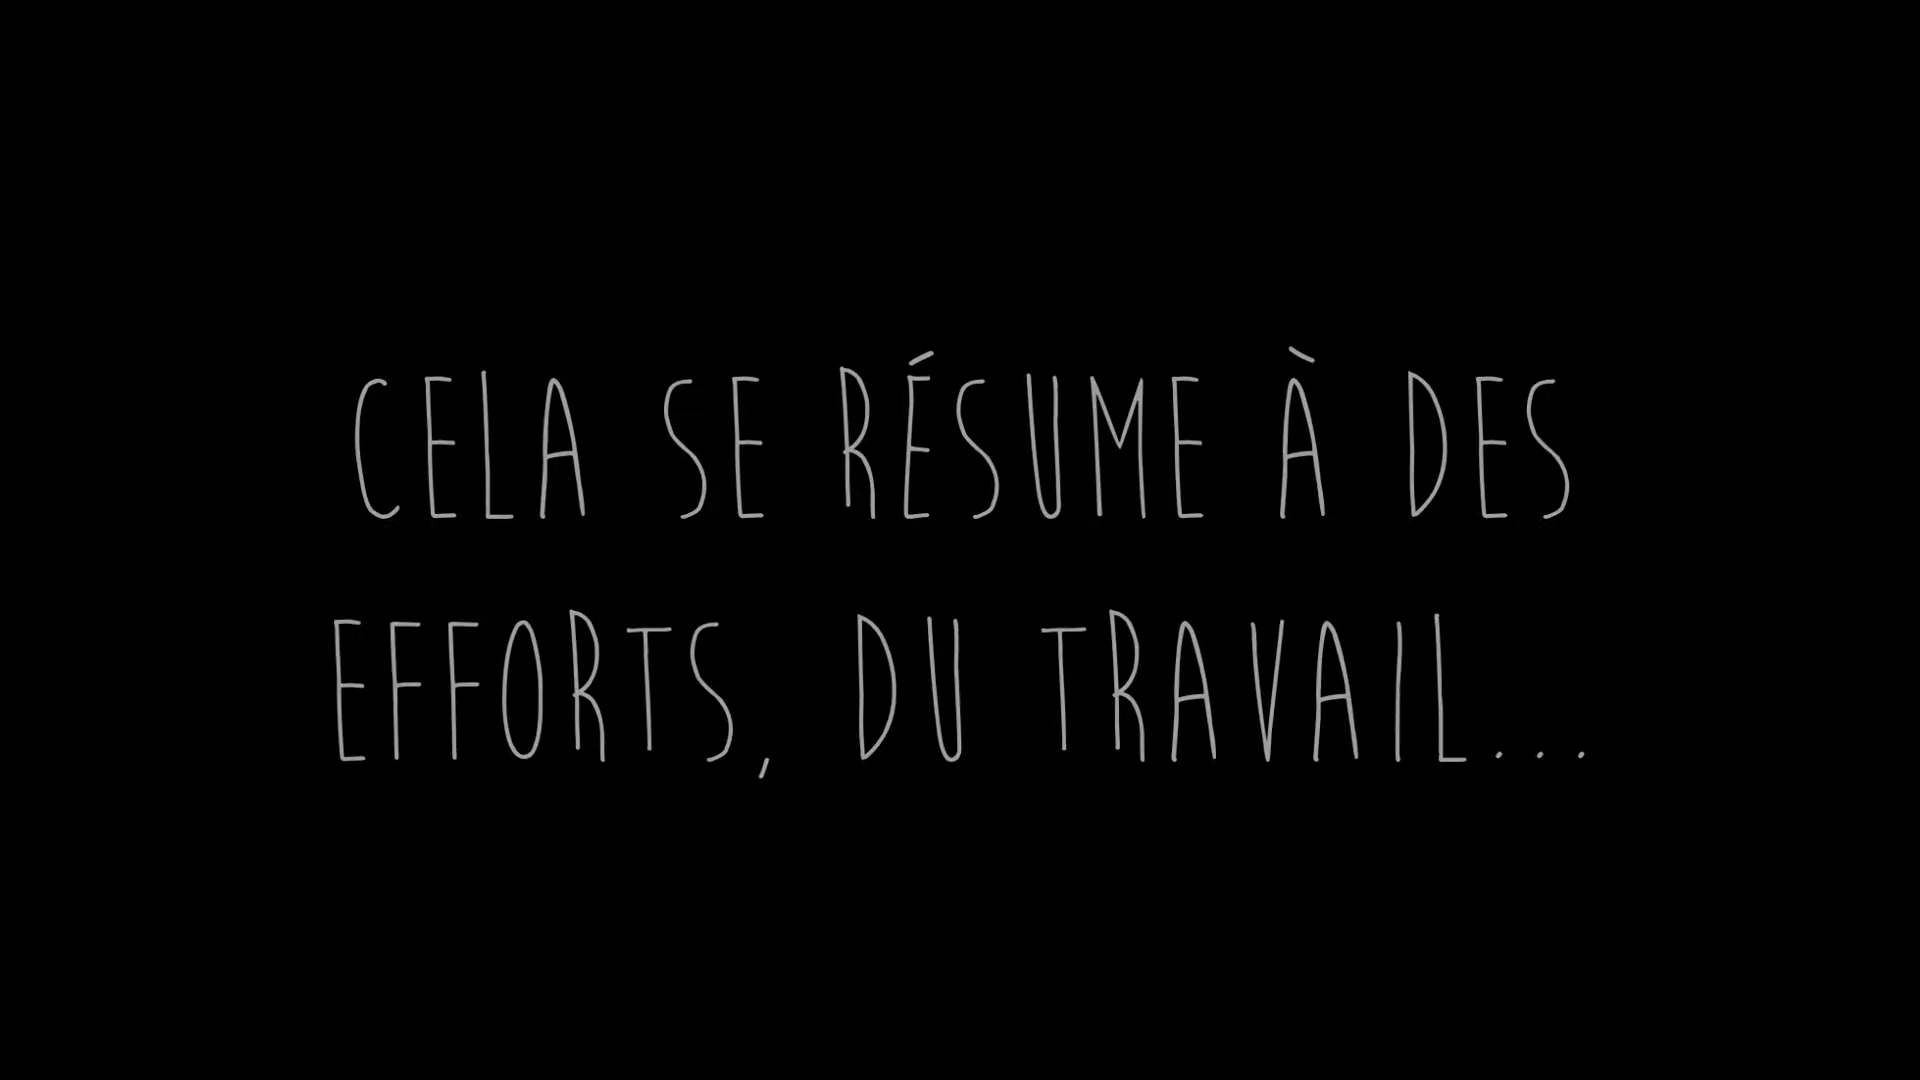 CELA SE RÉSUME À DES
EFFORTS, DU TRAVAIL...